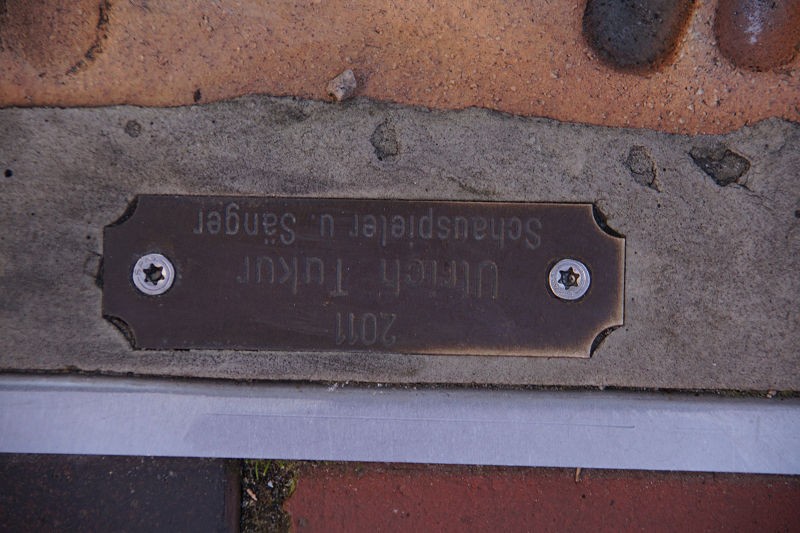 2011
Ulrich Tukur
Schauspieler u. Sänger